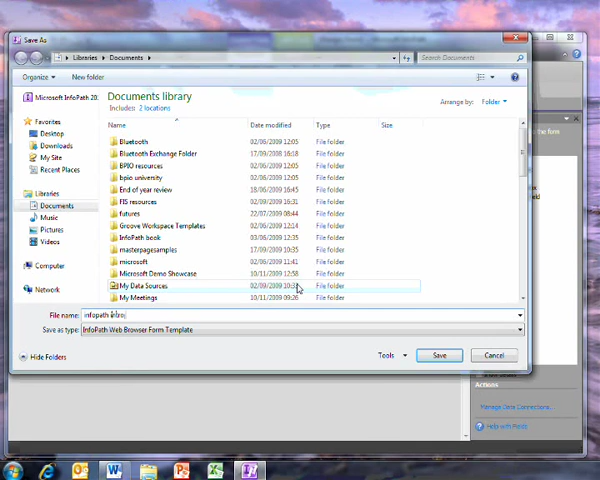 Save As
Libraries Documents
Search Documents
Organize New folder
Microsoft InfoPath 20
Documents library
Includes: 2 locations
Arrange by: Folder
Name Date modified Type Size
Favorites
Desktop
Downloads
My Site
Recent Places
Libraries
Documents
Music
Pictures
Videos
Computer
Network
Bluetooth 02/06/2009 12:05 File folder
Bluetooth Exchange Folder 17/09/2008 16:18 File folder
BPIO resources 02/06/2009 12:05 File folder
bpio university 02/06/2009 12:05 File folder
End of year review 18/06/2009 16:45 File folder
FIS resources 02/09/2009 16:31 File folder
futures 22/07/2009 08:44 File folder
Groove Workspace Templates 02/06/2009 12:14 File folder
InfoPath book 03/06/2009 12:35 File folder
masterpagesamples 17/09/2009 10:35 File folder
microsoft 02/06/2009 11:41 File folder
Microsoft Demo Showcase 10/11/2009 12:58 File folder
My Data Sources 02/09/2009 File folder
My Meetings 10/11/2009 09:26 File folder
File name: infopath intro
Save as type: InfoPath Web Browser Form Template
Hide Folders
Tools Save Cancel
the form
Actions
Manage Data Connections...
Help with Fields